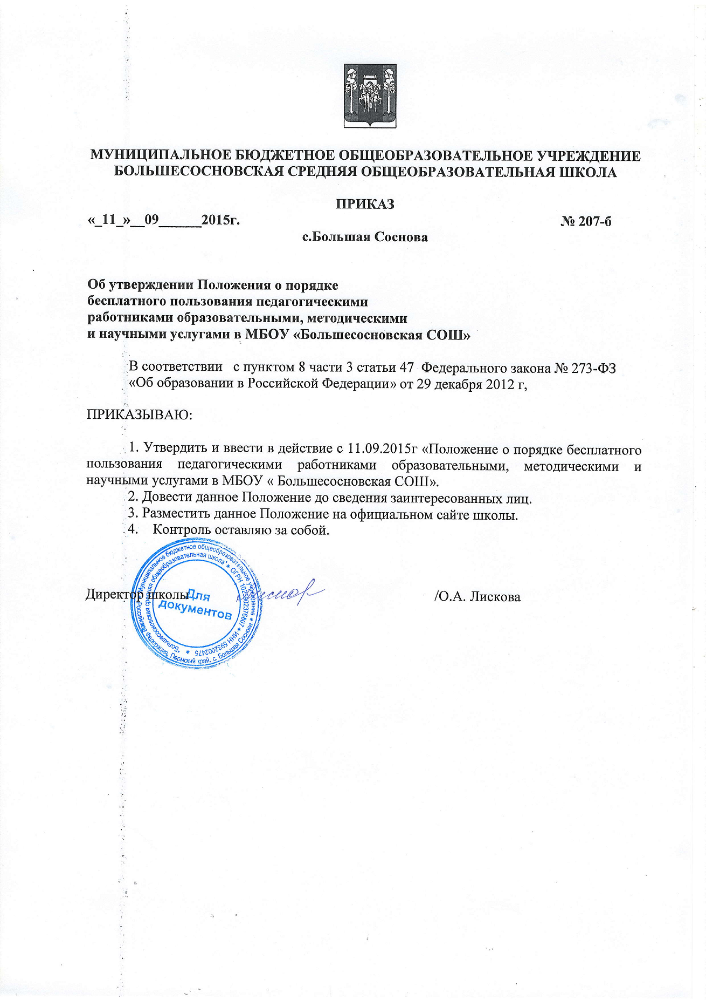 МУНИЦИПАЛЬНОЕ БЮДЖЕТНОЕ ОБЩЕОБРАЗОВАТЕЛЬНОЕ УЧРЕЖДЕНИЕ
БОЛЬШЕСОСНОВСКАЯ СРЕДНЯЯ ОБЩЕОБРАЗОВАТЕЛЬНАЯ ШКОЛА
ПРИКАЗ
«_11_»__09______2015г. № 207-б
с.Большая Соснова
Об утверждении Положения о порядке
бесплатного пользования педагогическими
работниками образовательными, методическими
и научными услугами в МБОУ «Большесосновская СОШ»
В соответствии с пунктом 8 части 3 статьи 47 Федерального закона № 273-ФЗ
«Об образовании в Российской Федерации» от 29 декабря 2012 г,
ПРИКАЗЫВАЮ:
1. Утвердить и ввести в действие с 11.09.2015г «Положение о порядке бесплатного
пользования педагогическими работниками образовательными, методическими и
научными услугами в МБОУ « Большесосновская СОШ».
2. Довести данное Положение до сведения заинтересованных лиц.
3. Разместить данное Положение на официальном сайте школы.
4. Контроль оставляю за собой.
Директор школы /О.А. Лискова
Российская Федерация, Пермский край, с. Большая Соснова * Муниципальное бюджетное общеобразовательное учреждение *
"Большесосновская средняя общеобразовательная школа" * ОГРН 1025902376807 * ИНН 5932002475 *
Для
документов